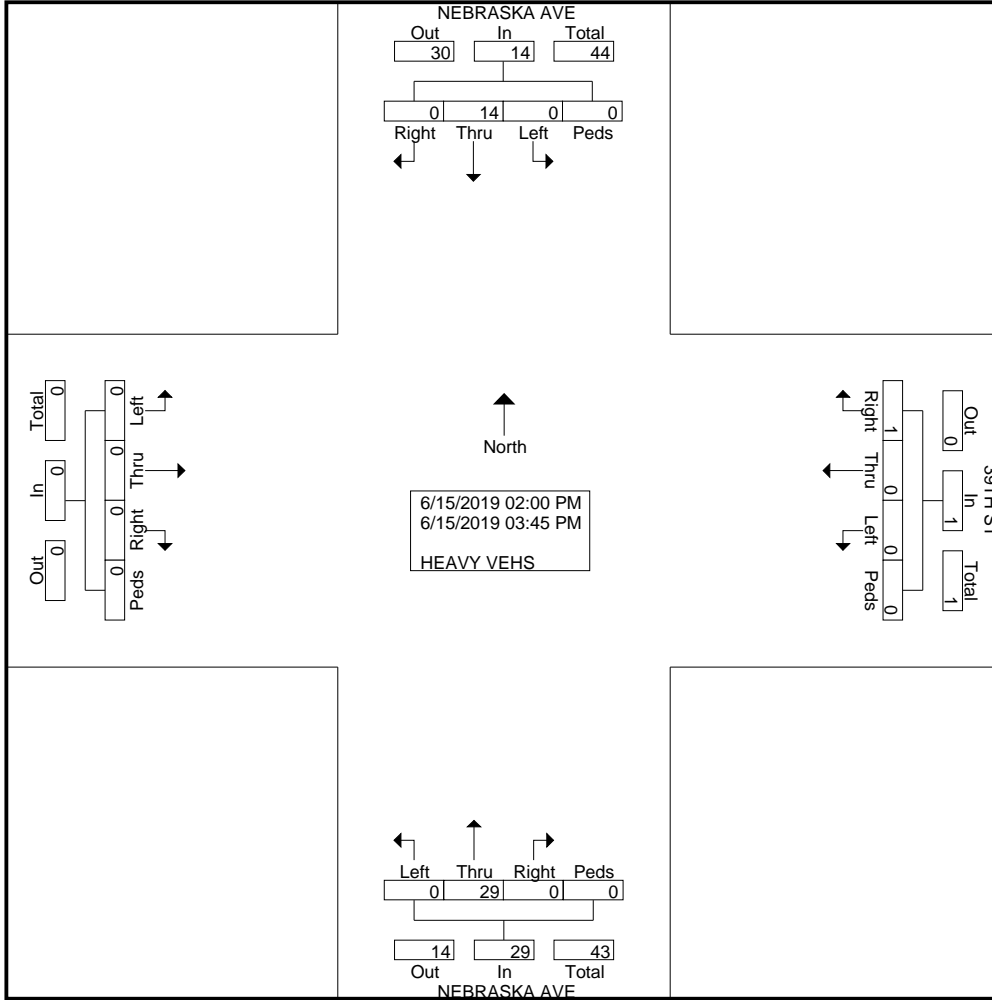 NEBRASKA AVE
Out In Total
30 14 44
0 14 0 0
Right Thru Left Peds
Total 0
In 0
Out 0
Left 0
Thru 0
Right 0
Peds 0
North
6/15/2019 02:00 PM
6/15/2019 03:45 PM
HEAVY VEHS
Right 1
Thru 0
Left 0
Peds 0
39TH ST
Out In Total
0 1 1
Left Thru Right Peds
0 29 0 0
14 29 43
Out In Total
NEBRASKA AVE